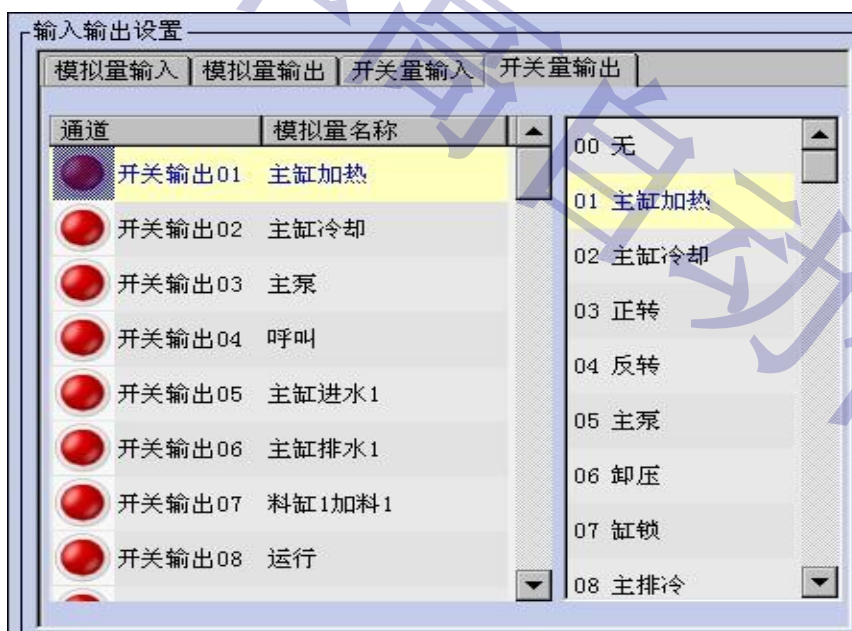 输入输出设置
模拟量输入 模拟量输出 开关量输入 开关量输出
通道 模拟量名称
开关输出01 主缸加热
开关输出02 主缸冷却
开关输出03 主泵
开关输出04 呼叫
开关输出05 主缸进水1
开关输出06 主缸排水1
开关输出07 料缸1加料1
开关输出08 运行
00 无
01 主缸加热
02 主缸冷却
03 正转
04 反转
05 主泵
06 卸压
07 缸锁
08 主排冷
高自动